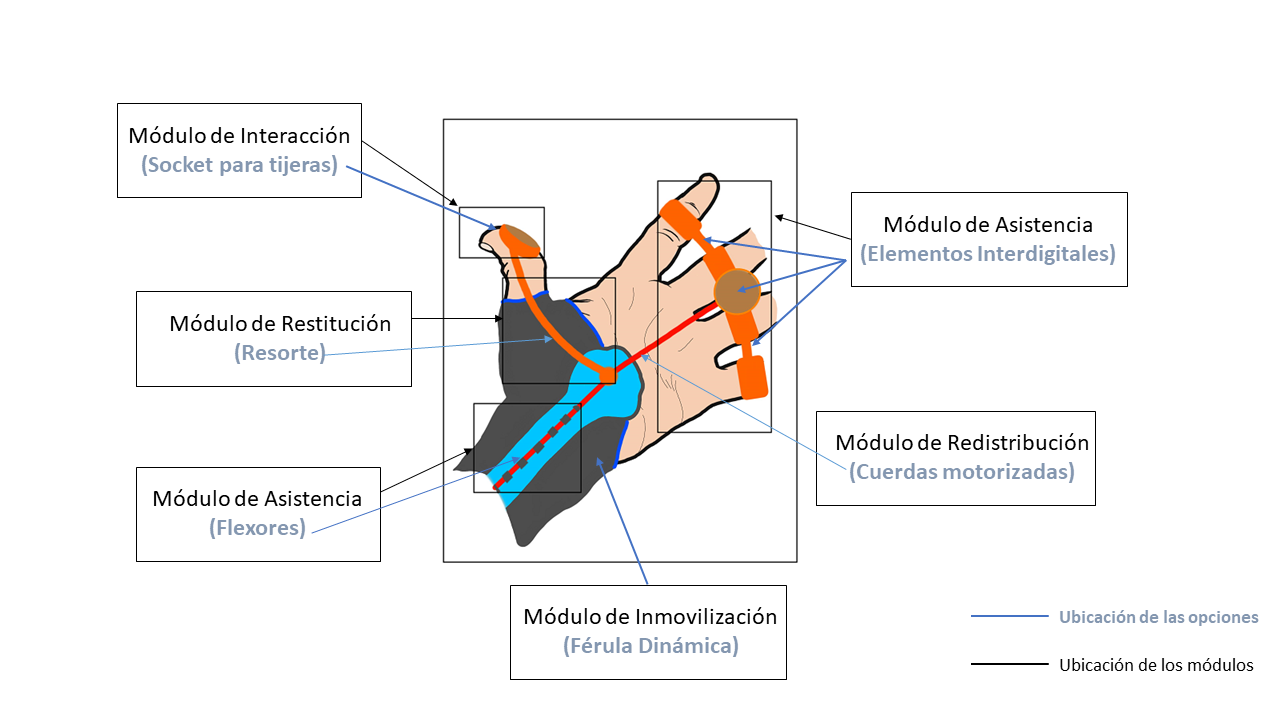 Módulo de Interacción
(Socket para tijeras)
Módulo de Asistencia
(Elementos Interdigitales)
Módulo de Restitución
(Resorte)
Módulo de Redistribución
(Cuerdas motorizadas)
Módulo de Asistencia
(Flexores)
Módulo de Inmovilización
(Férula Dinámica)
Ubicación de las opciones
Ubicación de los módulos